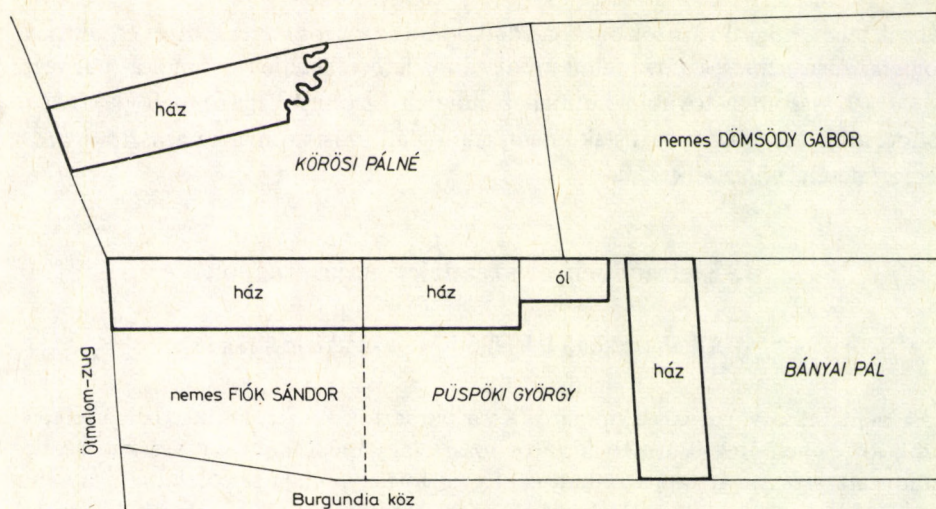 ház
KÖRÖSI PÁLNÉ
nemes DÖMSÖDY GÁBOR
ház
ház
ól
ház
nemes FIÓK SÁNDOR
PÜSPÖKI GYÖRGY
BÁNYAI PÁL
Ötmalom-zug
Burgundia köz